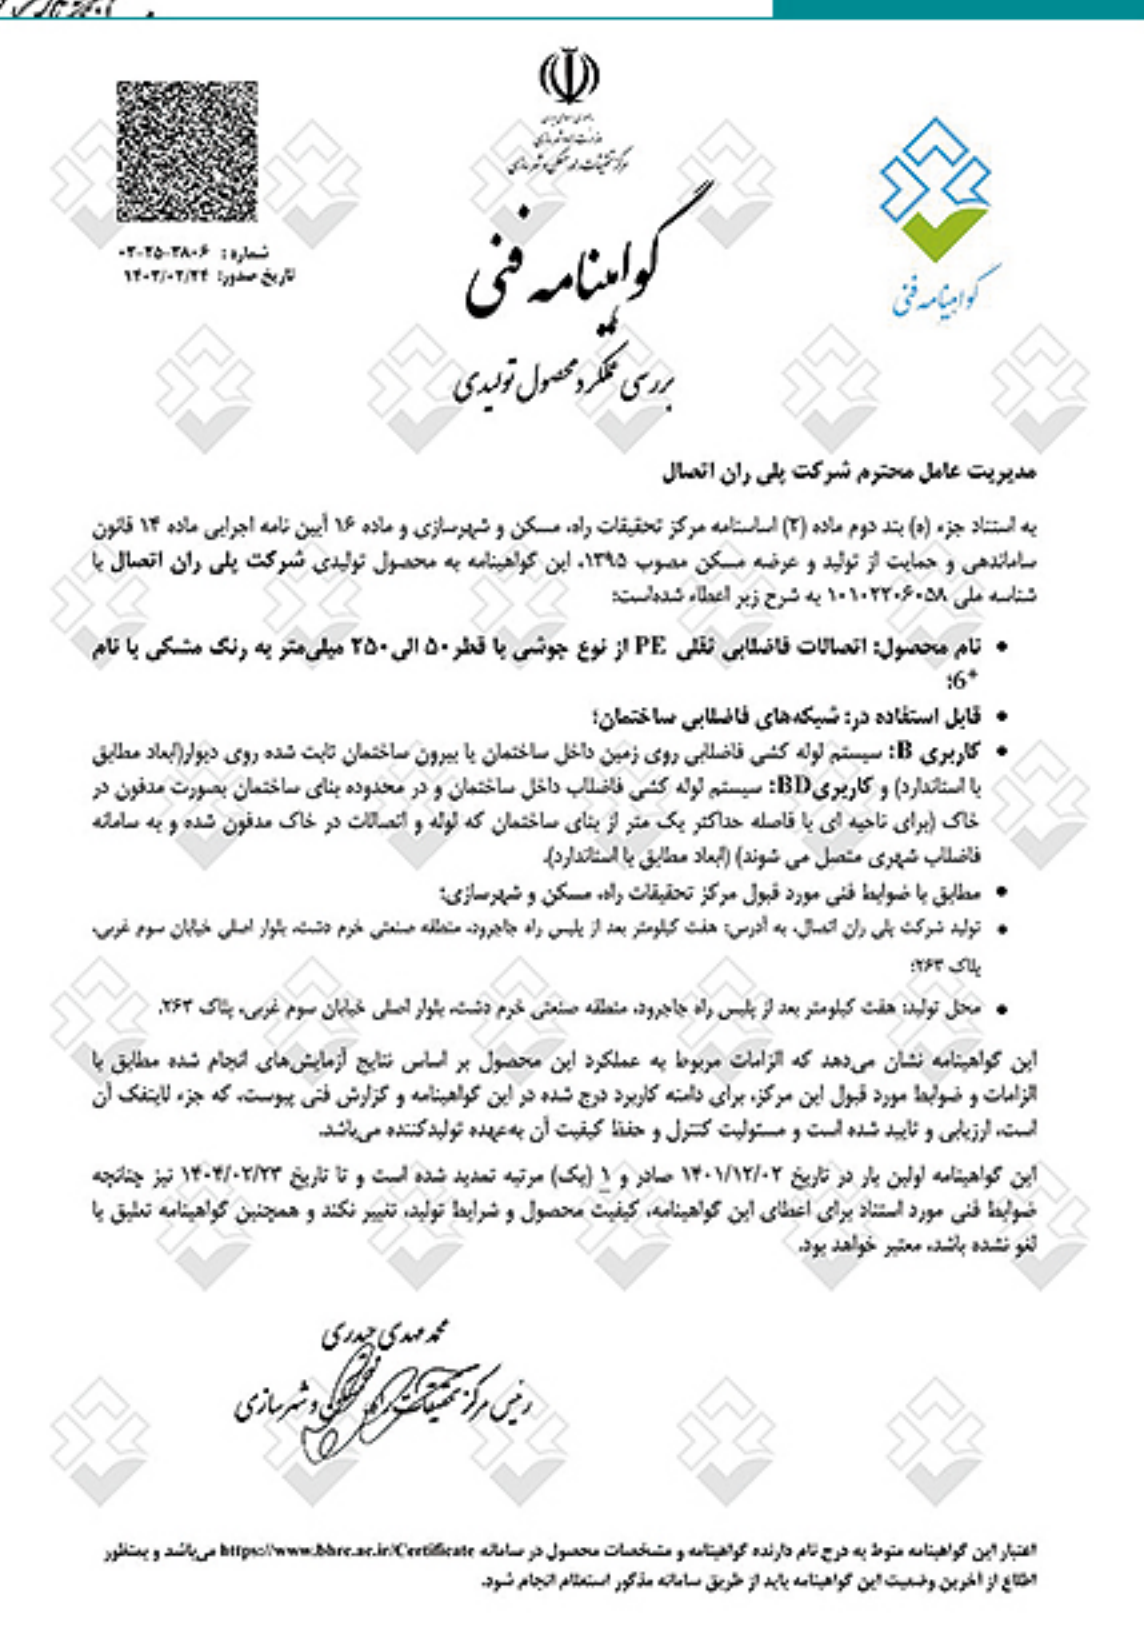 شماره : ۰۳-۲۵-۳۸۰۶
تاریخ صدور: ۱۴۰۳/۰۲/۲۴
جمهوری اسلامی ایران
وزارت راه و شهرسازی
مرکز تحقیقات راه، مسکن و شهرسازی
گواهینامه فنی
گواهینامه فنی
بررسی عملکرد محصول تولیدی
مدیریت عامل محترم شرکت پلی ران اتصال
به استناد جزء (ه) بند دوم ماده (۲) اساسنامه مرکز تحقیقات راه، مسکن و شهرسازی و ماده ۱۶ آیین نامه اجرایی ماده ۱۴ قانون
ساماندهی و حمایت از تولید و عرضه مسکن مصوب ۱۳۹۵، این گواهینامه به محصول تولیدی شرکت پلی ران اتصال با
شناسه ملی ۱۰۱۰۲۲۰۶۰۵۸ به شرح زیر اعطاء شده‌است:
• نام محصول: اتصالات فاضلابی ثقلی PE از نوع جوشی با قطر ۵۰ الی ۲۵۰ میلی‌متر به رنگ مشکی با نام
6+؛
• قابل استفاده در: شبکه‌های فاضلابی ساختمان؛
• کاربری B: سیستم لوله کشی فاضلابی روی زمین داخل ساختمان یا بیرون ساختمان ثابت شده روی دیوار(ابعاد مطابق
با استاندارد) و کاربری BD: سیستم لوله کشی فاضلاب داخل ساختمان و در محدوده بنای ساختمان بصورت مدفون در
خاک (برای ناحیه ای با فاصله حداکثر یک متر از بنای ساختمان که لوله و اتصالات در خاک مدفون شده و به سامانه
فاضلاب شهری متصل می شوند) (ابعاد مطابق با استاندارد).
• مطابق با ضوابط فنی مورد قبول مرکز تحقیقات راه، مسکن و شهرسازی؛
• تولید شرکت پلی ران اتصال، به آدرس: هفت کیلومتر بعد از پلیس راه جاجرود، منطقه صنعتی خرم دشت، بلوار اصلی خیابان سوم غربی،
پلاک ۲۶۳؛
• محل تولید: هفت کیلومتر بعد از پلیس راه جاجرود، منطقه صنعتی خرم دشت، بلوار اصلی خیابان سوم غربی، پلاک ۲۶۳.
این گواهینامه نشان می‌دهد که الزامات مربوط به عملکرد این محصول بر اساس نتایج آزمایش‌های انجام شده مطابق با
الزامات و ضوابط مورد قبول این مرکز، برای دامنه کاربرد درج شده در این گواهینامه و گزارش فنی پیوست، که جزء لاینفک آن
است، ارزیابی و تایید شده است و مسئولیت کنترل و حفظ کیفیت آن به‌عهده تولیدکننده می‌باشد.
این گواهینامه اولین بار در تاریخ ۱۴۰۱/۱۲/۰۲ صادر و ۱ (یک) مرتبه تمدید شده است و تا تاریخ ۱۴۰۴/۰۲/۲۳ نیز چنانچه
ضوابط فنی مورد استناد برای اعطای این گواهینامه، کیفیت محصول و شرایط تولید، تغییر نکند و همچنین گواهینامه تعلیق یا
لغو نشده باشد، معتبر خواهد بود.
محمد مهدی حیدری
رئیس مرکز تحقیقات و شهرسازی
اعتبار این گواهینامه منوط به درج نام دارنده گواهینامه و مشخصات محصول در سامانه https://www.bhrc.ac.ir/Certificate می‌باشد و بمنظور
اطلاع از آخرین وضعیت این گواهینامه باید از طریق سامانه مذکور استعلام انجام شود.